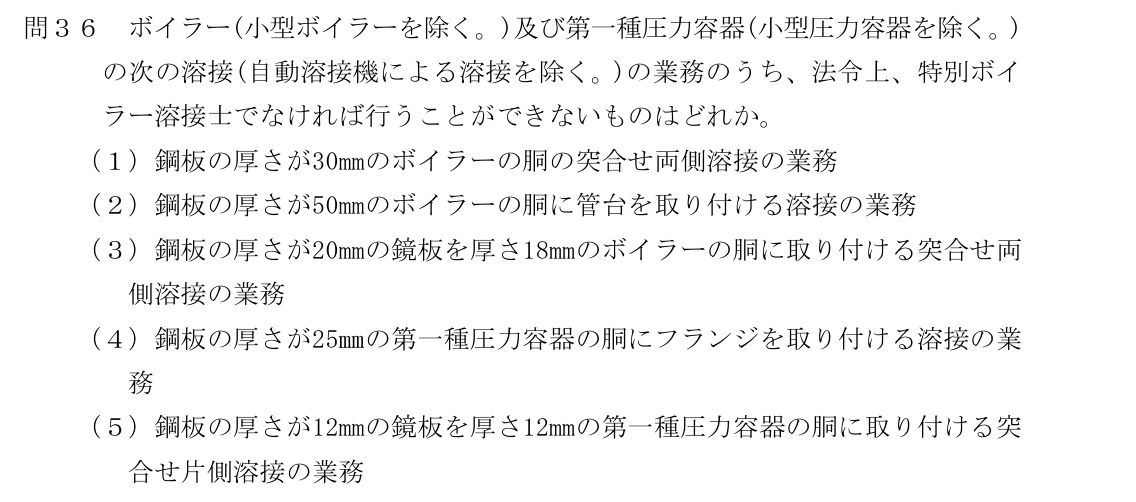 問３６　ボイラー(小型ボイラーを除く。)及び第一種圧力容器(小型圧力容器を除く。)
の次の溶接(自動溶接機による溶接を除く。)の業務のうち、法令上、特別ボイ
ラー溶接士でなければ行うことができないものはどれか。
（１）鋼板の厚さが30㎜のボイラーの胴の突合せ両側溶接の業務
（２）鋼板の厚さが50㎜のボイラーの胴に管台を取り付ける溶接の業務
（３）鋼板の厚さが20㎜の鏡板を厚さ18㎜のボイラーの胴に取り付ける突合せ両
側溶接の業務
（４）鋼板の厚さが25㎜の第一種圧力容器の胴にフランジを取り付ける溶接の業
務
（５）鋼板の厚さが12㎜の鏡板を厚さ12㎜の第一種圧力容器の胴に取り付ける突
合せ片側溶接の業務